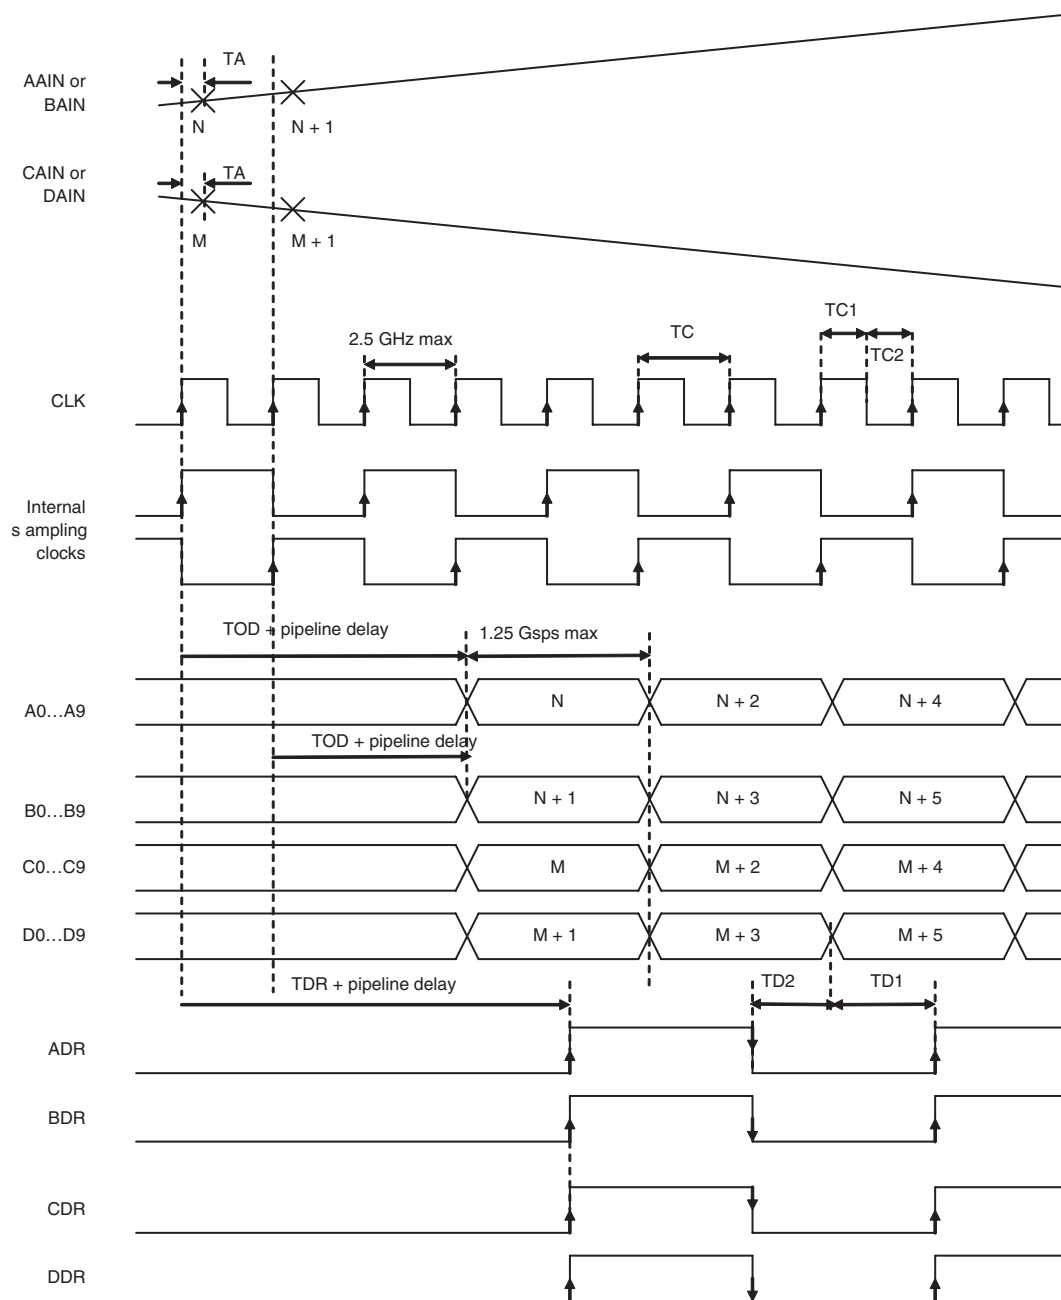 TA
AAIN or
BAIN
N
N + 1
CAIN or
DAIN
TA
M
M + 1
TC1
2.5 GHz max
TC
TC2
CLK
Internal
s ampling
clocks
TOD + pipeline delay
1.25 Gsps max
A0…A9
N
N + 2
N + 4
TOD + pipeline delay
B0…B9
N + 1
N + 3
N + 5
C0…C9
M
M + 2
M + 4
D0…D9
M + 1
M + 3
M + 5
TDR + pipeline delay
TD2
TD1
ADR
BDR
CDR
DDR